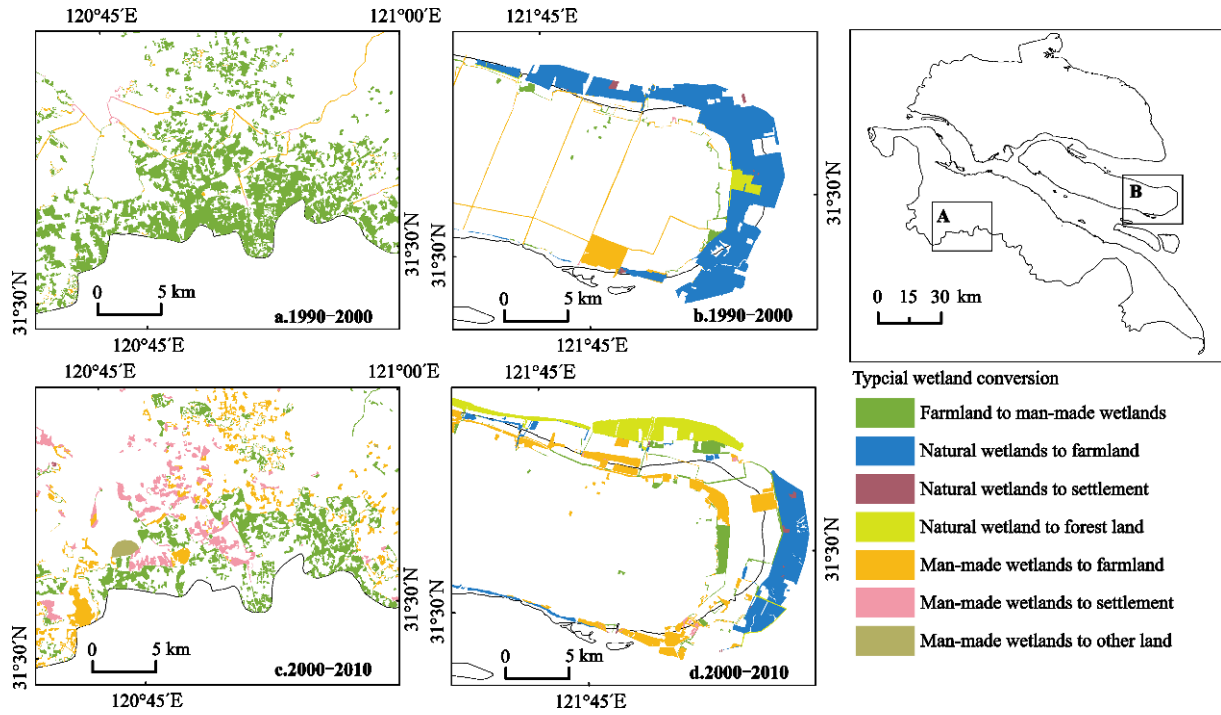 120°45´E
121°00´E
121°45´E
31°30´N
0 5 km
a.1990−2000
31°30´N
120°45´E
0 5 km
b.1990−2000
31°30´N
121°45´E
A
B
0 15 30 km
120°45´E
121°00´E
121°45´E
31°30´N
0 5 km
c.2000−2010
31°30´N
120°45´E
31°30´N
0 5 km
d.2000−2010
31°30´N
121°45´E
Typcial wetland conversion
Farmland to man-made wetlands
Natural wetlands to farmland
Natural wetlands to settlement
Natural wetland to forest land
Man-made wetlands to farmland
Man-made wetlands to settlement
Man-made wetlands to other land